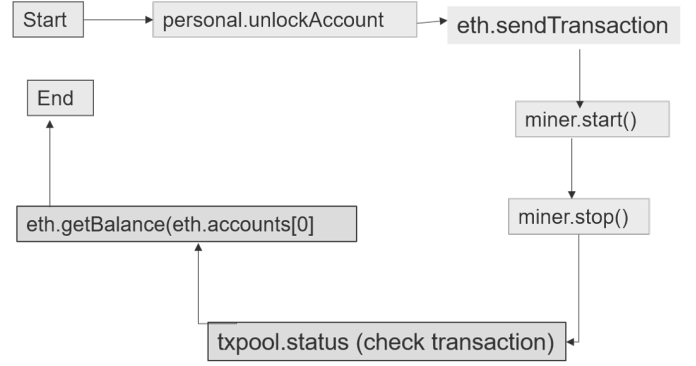 Start
personal.unlockAccount
eth.sendTransaction
End
miner.start()
eth.getBalance(eth.accounts[0]
miner.stop()
txpool.status (check transaction)